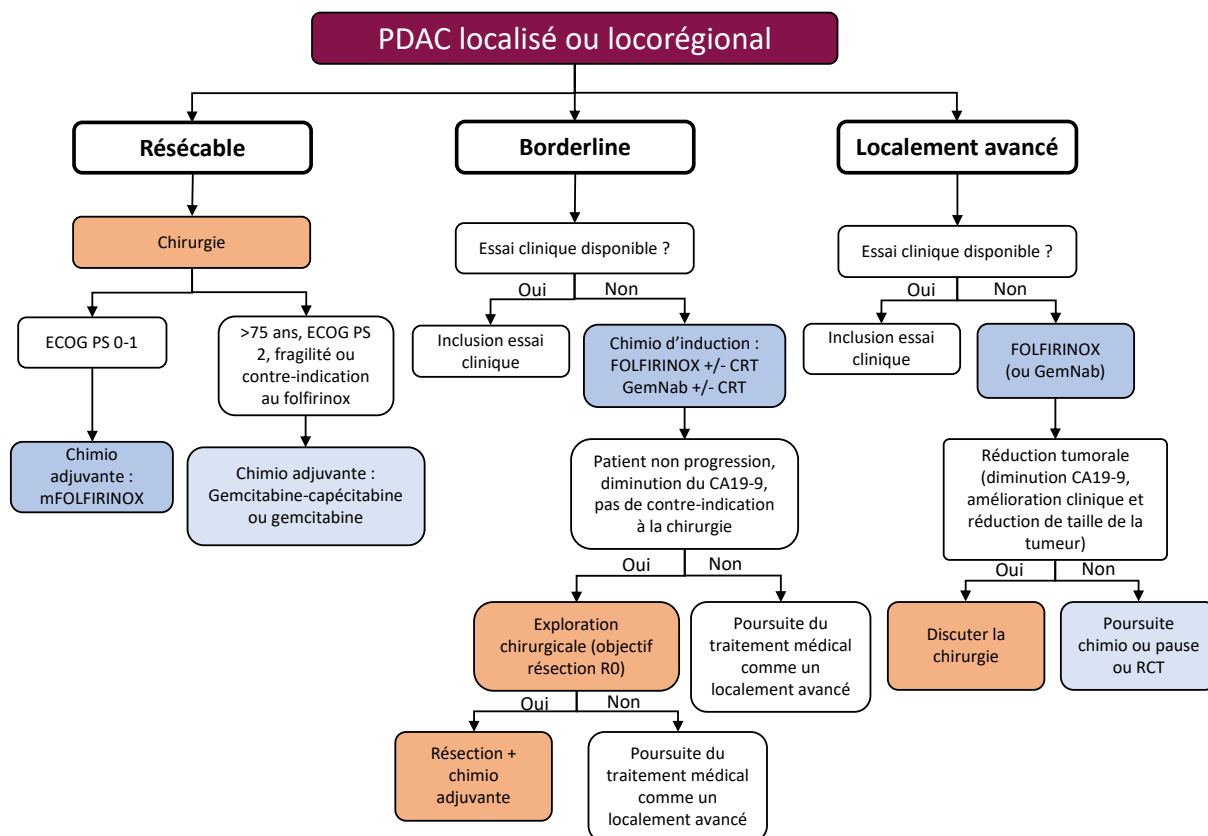 PDAC localisé ou locorégional
Résécable
Borderline
Localement avancé
Chirurgie
Essai clinique disponible ?
Essai clinique disponible ?
Oui
Non
Oui
Non
ECOG PS 0-1
>75 ans, ECOG PS
2, fragilité ou
contre-indication
au folfirinox
Inclusion essai
clinique
Chimio d’induction :
FOLFIRINOX +/- CRT
GemNab +/- CRT
Inclusion essai
clinique
FOLFIRINOX
(ou GemNab)
Chimio
adjuvante :
mFOLFIRINOX
Chimio adjuvante :
Gemcitabine-capécitabine
ou gemcitabine
Patient non progression,
diminution du CA19-9,
pas de contre-indication
à la chirurgie
Réduction tumorale
(diminution CA19-9,
amélioration clinique et
réduction de taille de la
tumeur)
Oui
Non
Oui
Non
Exploration
chirurgicale (objectif
résection R0)
Poursuite du
traitement médical
comme un
localement avancé
Discuter la
chirurgie
Poursuite
chimio ou pause
ou RCT
Oui
Non
Résection +
chimio
adjuvante
Poursuite du
traitement médical
comme un
localement avancé